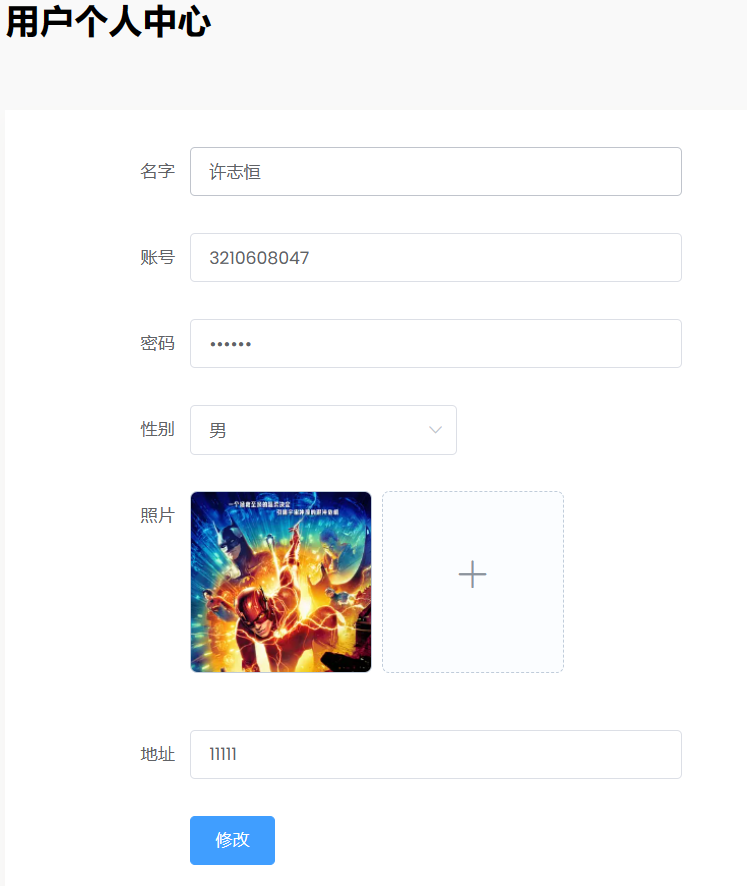 用户个人中心
名字
许志恒
账号
3210608047
密码
••••••
性别
男
照片
地址
11111
修改